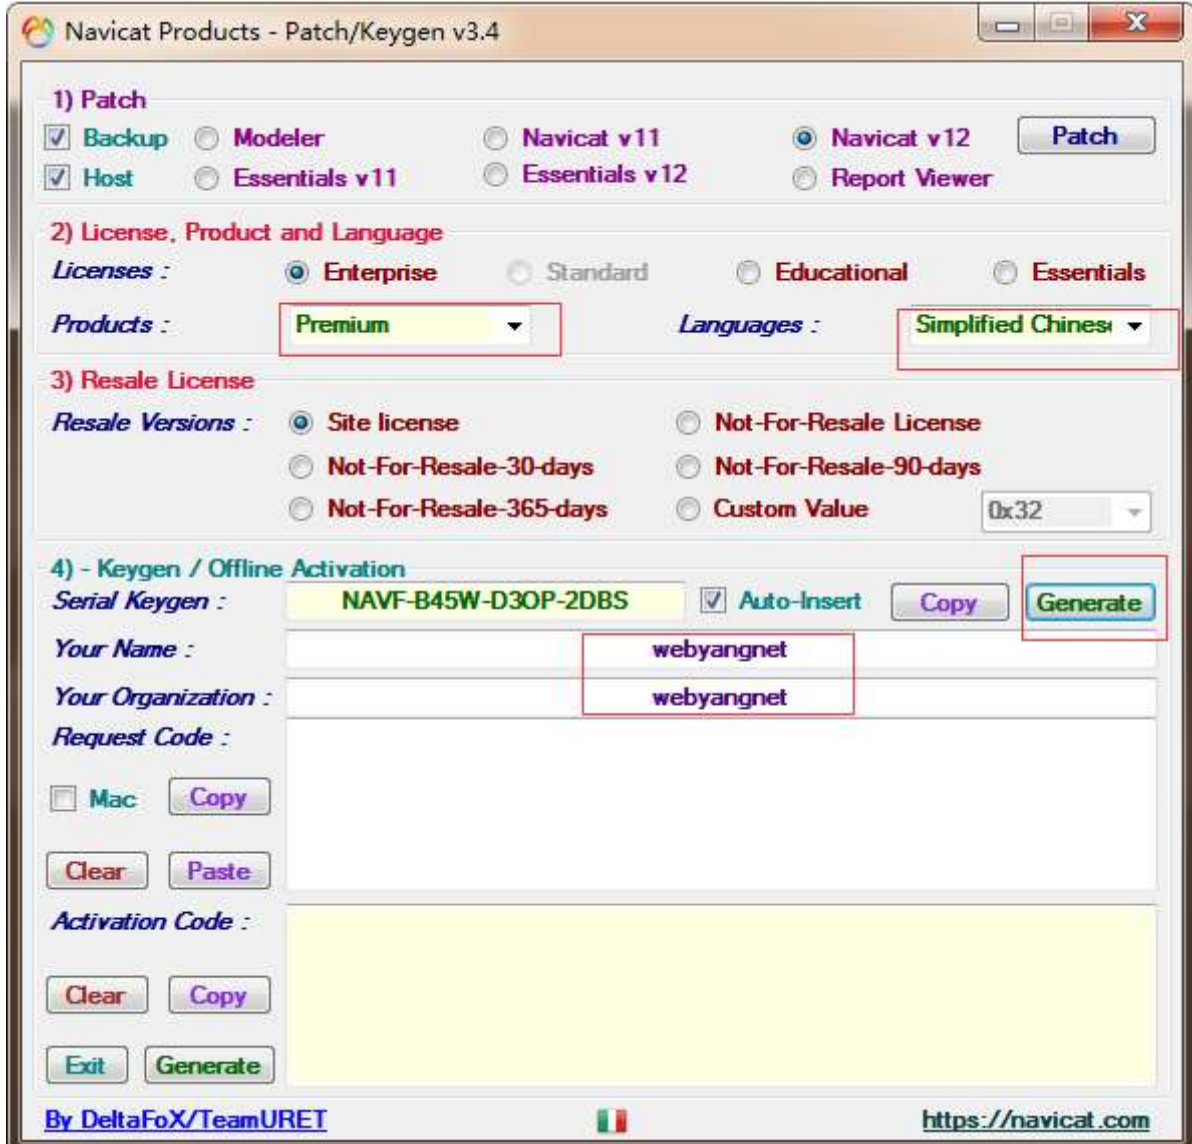 Navicat Products - Patch/Keygen v3.4
1) Patch
Backup Modeler Navicat v11 Navicat v12 Patch
Host Essentials v11 Essentials v12 Report Viewer
2) License, Product and Language
Licenses : Enterprise Standard Educational Essentials
Products : Premium Languages : Simplified Chines
3) Resale License
Resale Versions : Site license Not-For-Resale License
Not-For-Resale-30-days Not-For-Resale-90-days
Not-For-Resale-365-days Custom Value 0x32
4) - Keygen / Offline Activation
Serial Keygen : NAVF-B45W-D3OP-2DBS Auto-Insert Copy Generate
Your Name : webyangnet
Your Organization : webyangnet
Request Code :
Mac Copy
Clear Paste
Activation Code :
Clear Copy
Exit Generate
By DeltaFoX/TeamURET https://navicat.com